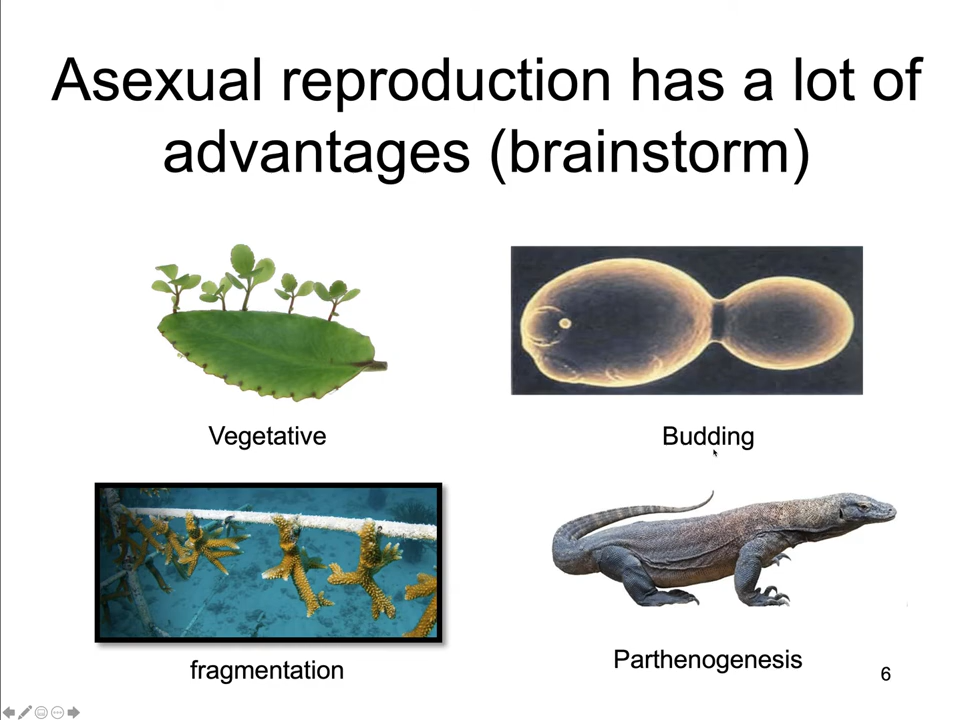 Asexual reproduction has a lot of
advantages (brainstorm)
Vegetative
Budding
fragmentation
Parthenogenesis
6